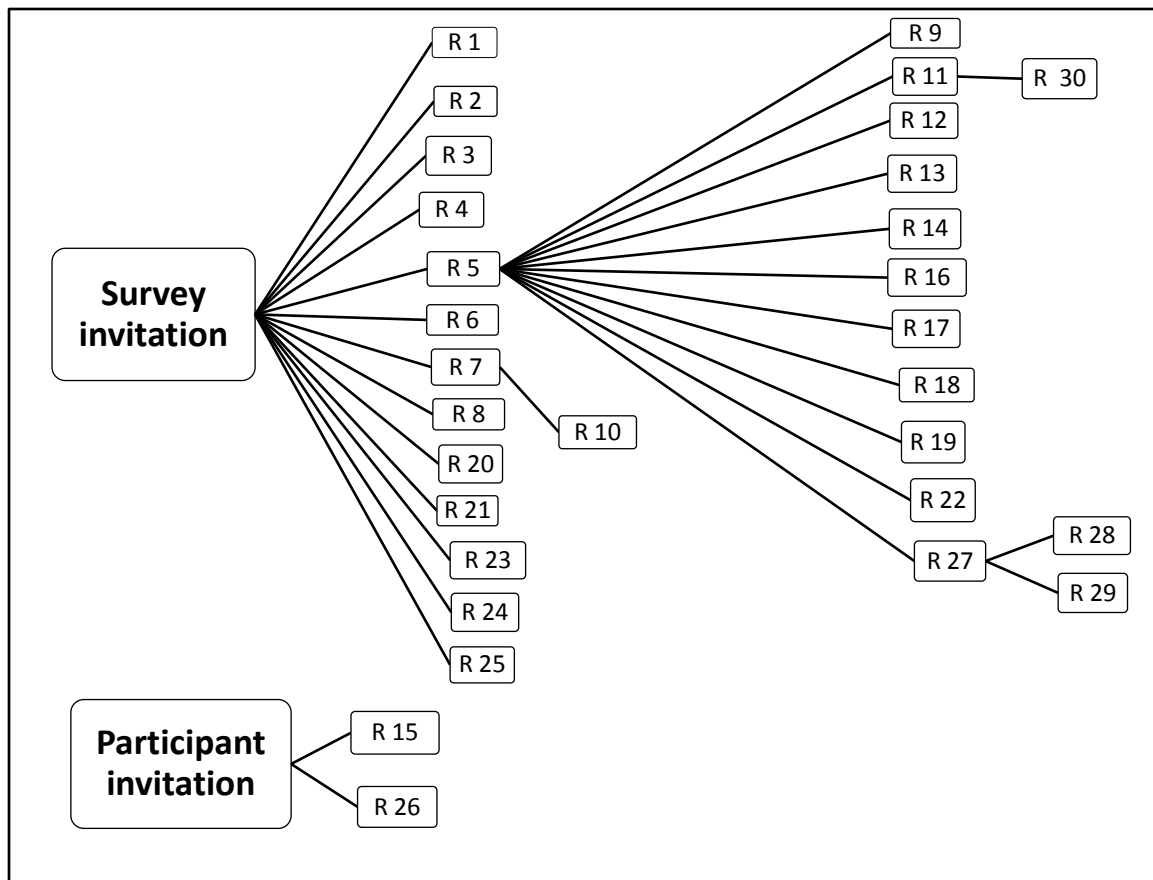 Survey
invitation
R 1
R 2
R 3
R 4
R 5
R 6
R 7
R 8
R 20
R 21
R 23
R 24
R 25
R 10
R 9
R 11
R 12
R 13
R 14
R 16
R 17
R 18
R 19
R 22
R 27
R 30
R 28
R 29
Participant
invitation
R 15
R 26